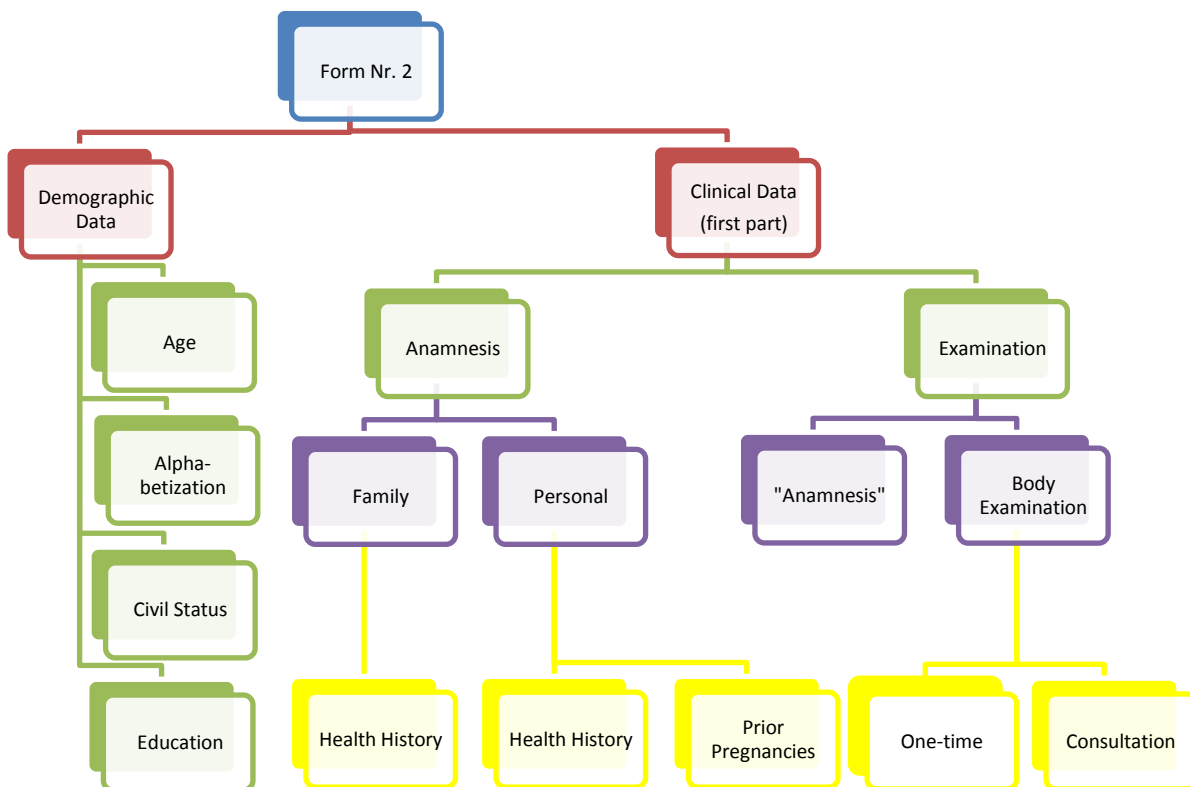 Form Nr. 2
Demographic
Data
Clinical Data
(first part)
Age
Anamnesis
Examination
Alpha-
betization
Family
Personal
"Anamnesis"
Body
Examination
Civil Status
Education
Health History
Health History
Prior
Pregnancies
One-time
Consultation